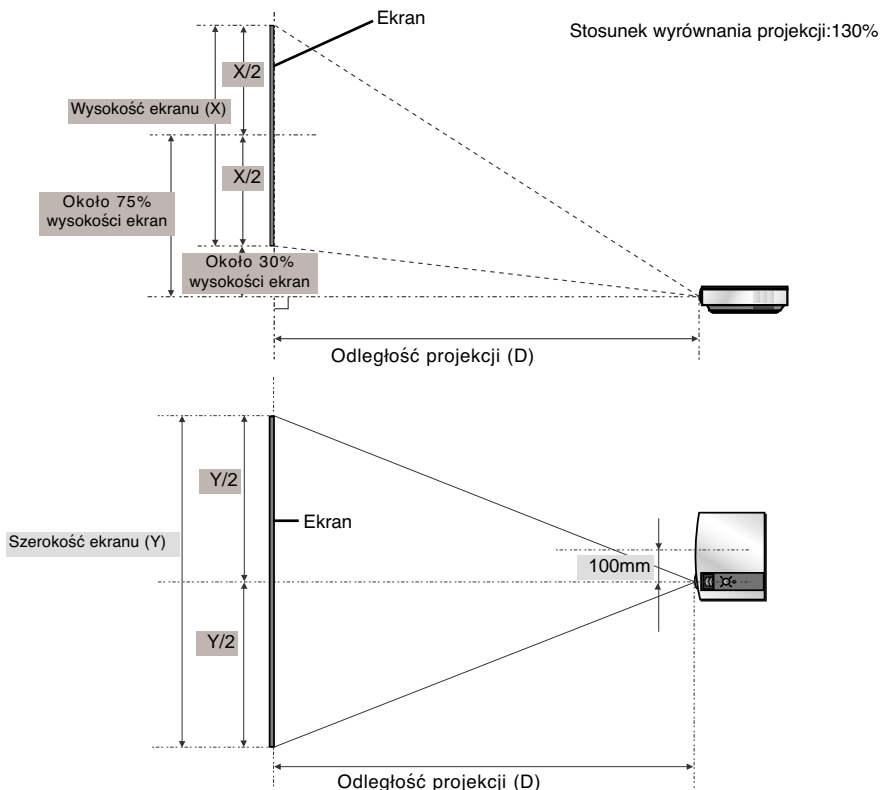 Ekran
Stosunek wyrównania projekcji:130%
X/2
Wysokość ekranu (X)
X/2
Około 75%
wysokości ekran
Około 30%
wysokości ekran
Odległość projekcji (D)
Y/2
Ekran
Szerokość ekranu (Y)
100mm
Y/2
Odległość projekcji (D)